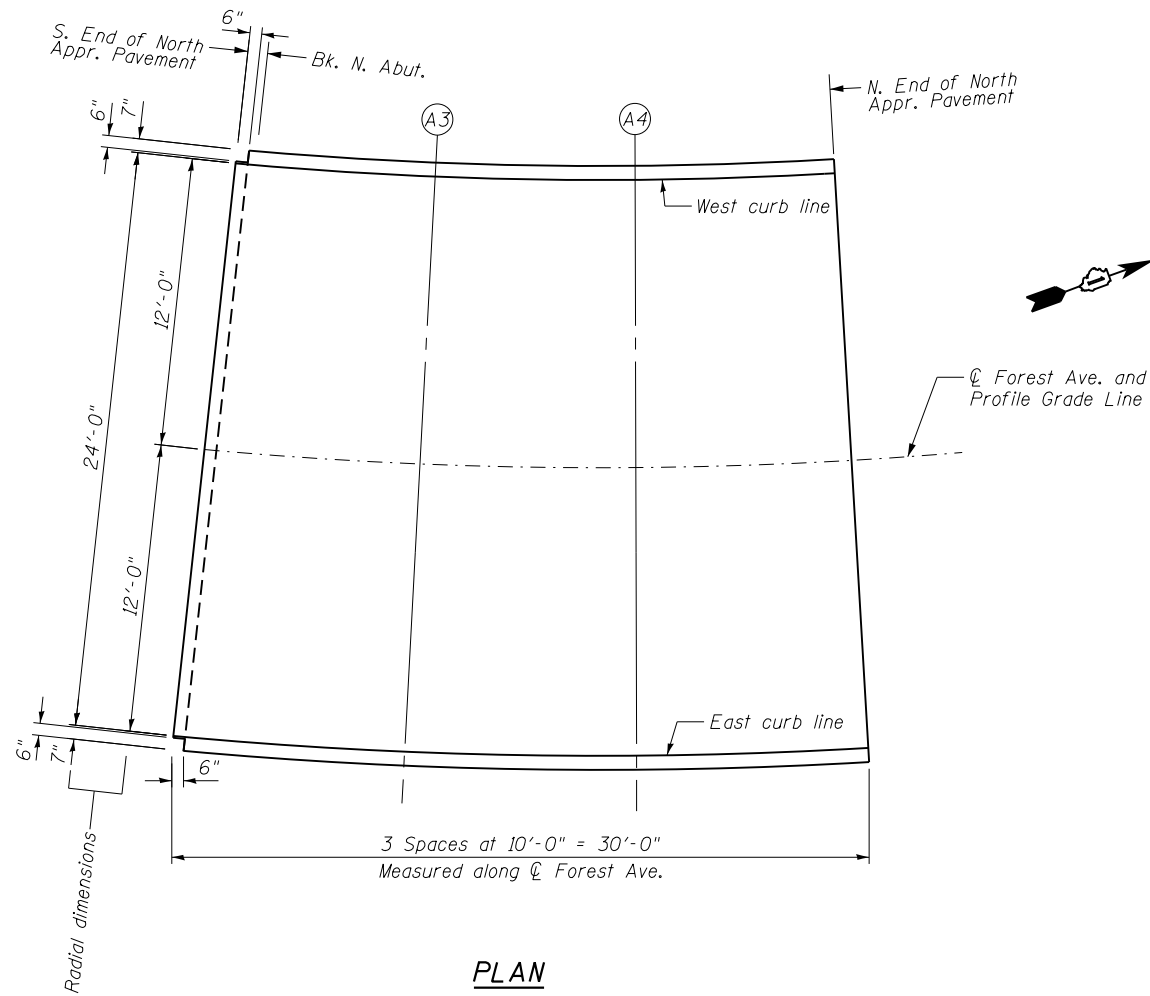 6"
S. End of North
Appr. Pavement
Bk. N. Abut.
N. End of North
Appr. Pavement
6"
7"
A3
A4
West curb line
12'-0"
℄ Forest Ave. and
Profile Grade Line
24'-0"
12'-0"
East curb line
6"
7"
6"
3 Spaces at 10'-0" = 30'-0"
Measured along ℄ Forest Ave.
Radial dimensions
PLAN